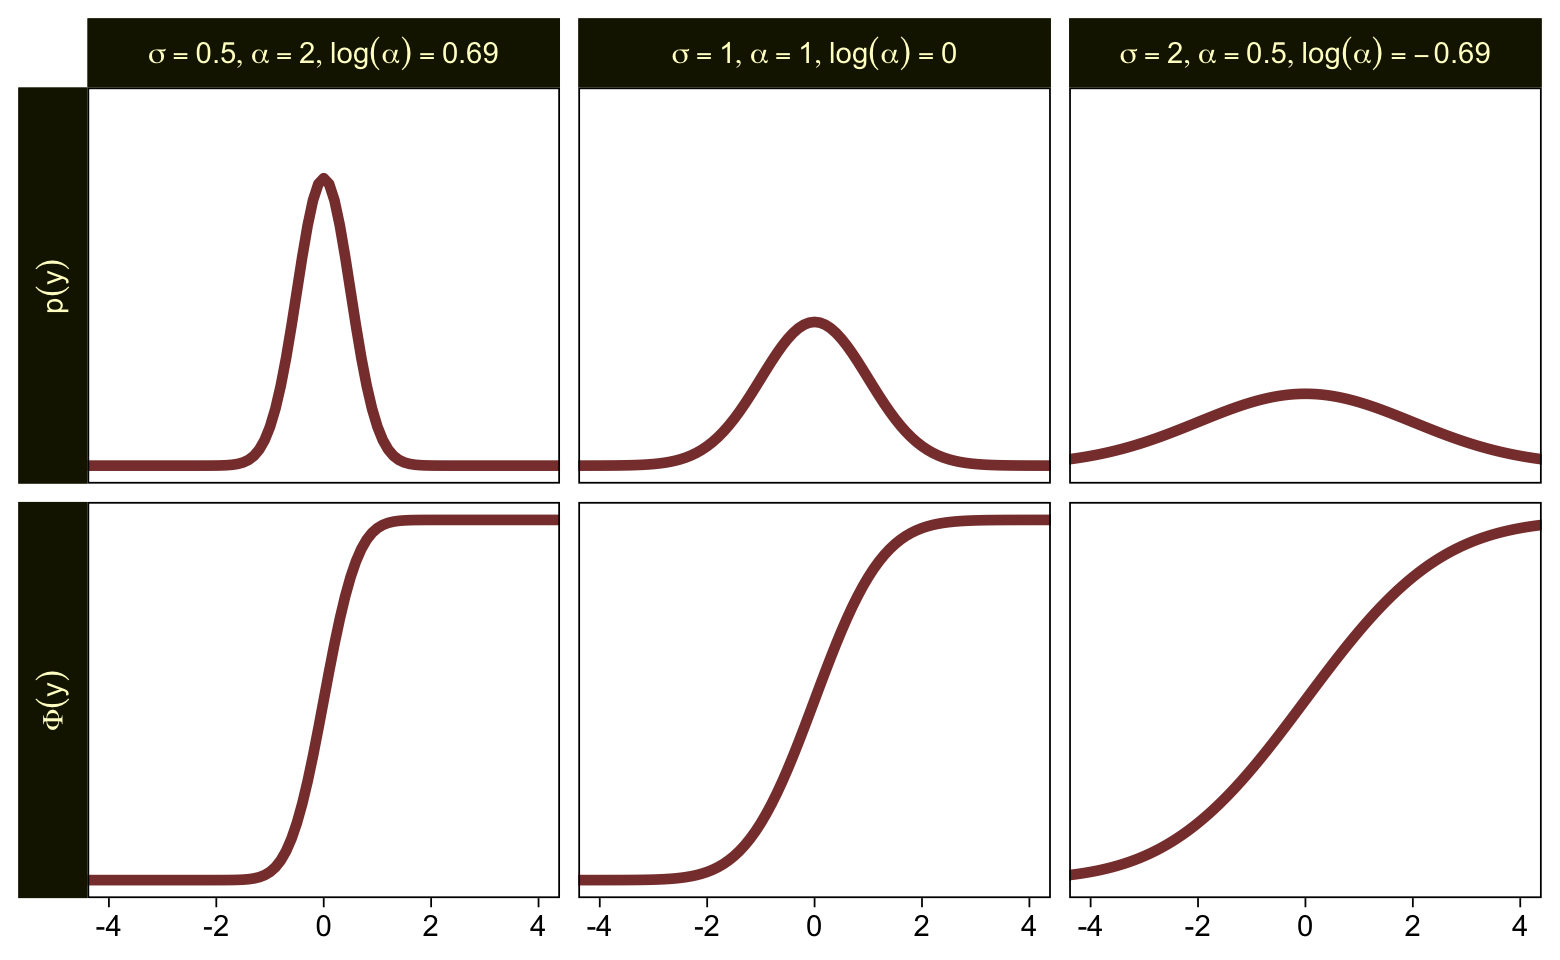 σ = 0.5, α = 2, log(α) = 0.69
σ = 1, α = 1, log(α) = 0
σ = 2, α = 0.5, log(α) = −0.69
p(y)
Φ(y)
-4 -2 0 2 4
-4 -2 0 2 4
-4 -2 0 2 4